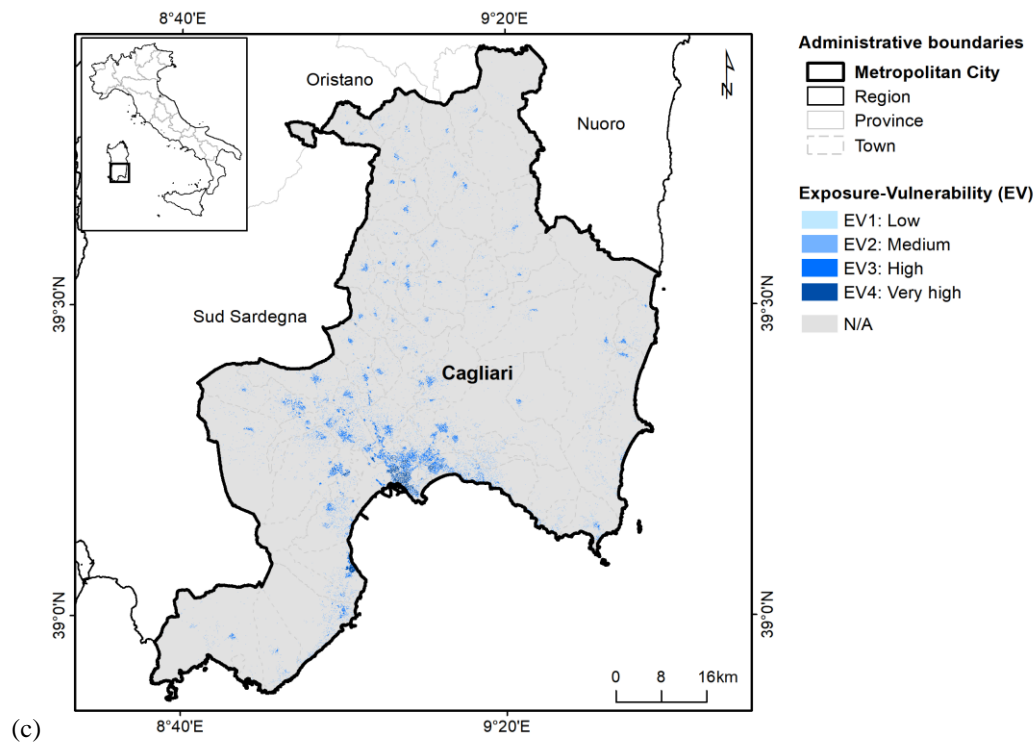 8°40'E
9°20'E
Oristano
Nuoro
N
39°30'N
39°30'N
Sud Sardegna
Cagliari
39°0'N
39°0'N
0 8 16km
8°40'E
9°20'E
(c)
Administrative boundaries
Metropolitan City
Region
Province
Town
Exposure-Vulnerability (EV)
EV1: Low
EV2: Medium
EV3: High
EV4: Very high
N/A